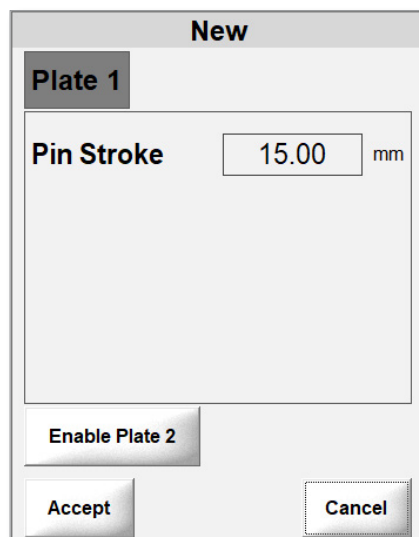 New
Plate 1
Pin Stroke 15.00 mm
Enable Plate 2
Accept Cancel